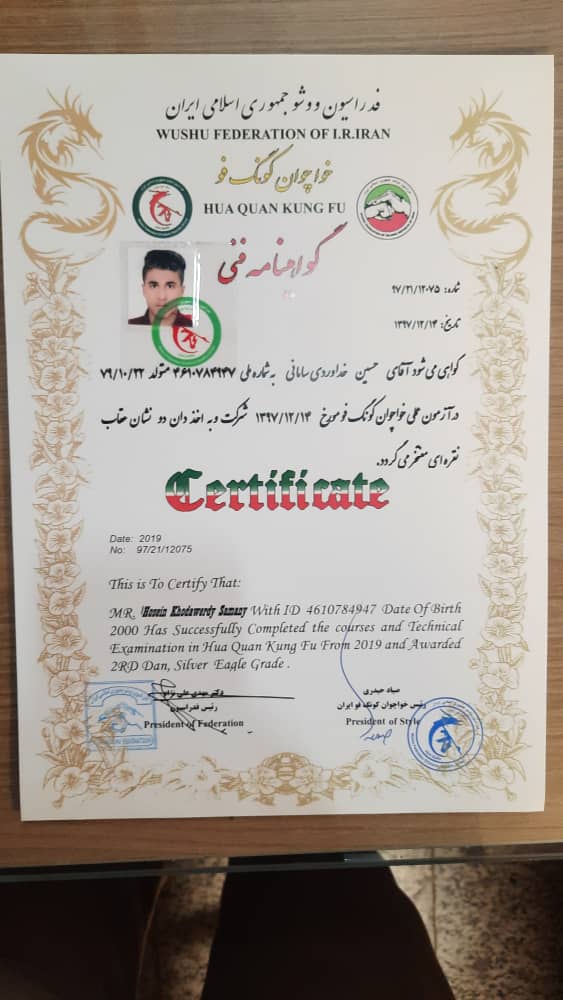 فدراسیون ووشو جمهوری اسلامی ایران
WUSHU FEDERATION OF I.R.IRAN
خواچوان کونگ فو
HUA QUAN KUNG FU
گواهینامه فنی
شماره: ۹۷/۲۱/۱۲۰۷۵
تاریخ: ۱۳۹۷/۱۲/۱۴
گواهی می شود آقای حسین خداوردی سامانی به شماره ملی ۴۶۱۰۷۸۴۹۴۷ متولد ۷۹/۱۰/۲۲
در آزمون عملی خواچوان کونگ فو مورخ ۱۳۹۷/۱۲/۱۴ شرکت و به اخذ دان دو نشان عقاب
نقره ای مفتخر می گردد.
Certificate
Date: 2019
No: 97/21/12075
This is To Certify That:
MR. Hosein Khodawerdy Samany With ID 4610784947 Date Of Birth
2000 Has Successfully Completed the courses and Technical
Examination in Hua Quan Kung Fu From 2019 and Awarded
2RD Dan, Silver Eagle Grade .
دکتر مهدی علی نژاد
رئیس فدراسیون
President of Federation
صیاد حیدری
رئیس خواچوان کونگ فو ایران
President of Style